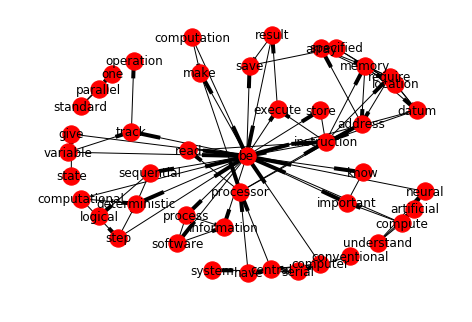 computation
result
array
specified
operation
one
make
save
memory
require
location
parallel
standard
execute
store
datum
give
track
instruction
address
variable
read
be
state
sequential
know
computational
deterministic
processor
neural
logical
process
information
important
artificial
step
software
compute
understand
system
have
control
serial
computer
conventional